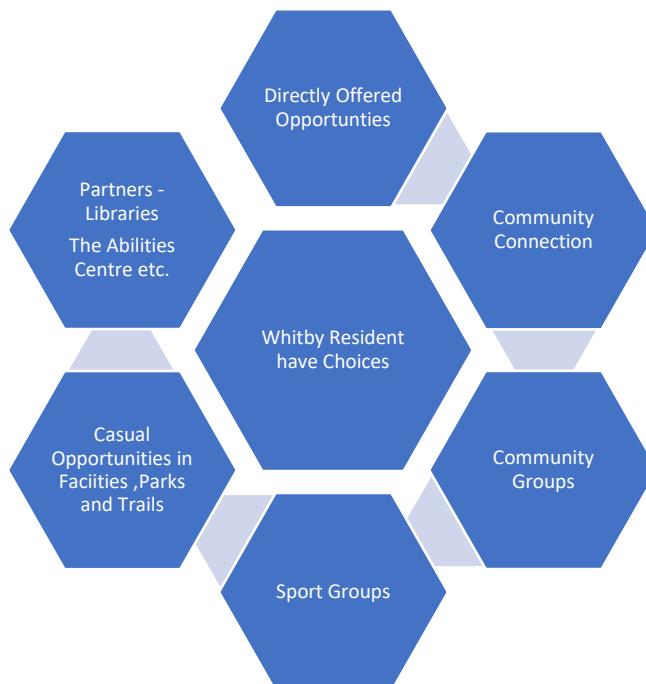 Directly Offered
Opportunties
Partners -
Libraries
The Abilities
Centre etc.
Community
Connection
Whitby Resident
have Choices
Casual
Opportunities in
Faciities ,Parks
and Trails
Community
Groups
Sport Groups